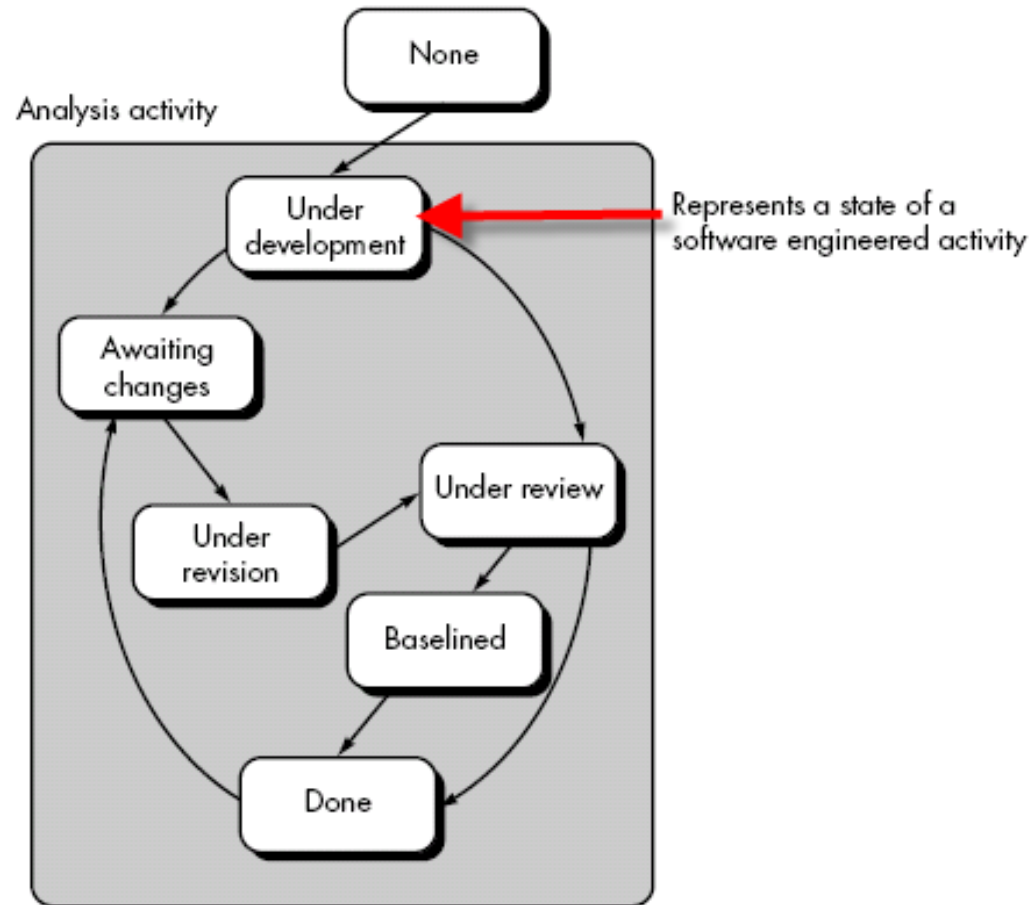 None
Analysis activity
Under
development
Represents a state of a
software engineered activity
Awaiting
changes
Under review
Under
revision
Baselined
Done